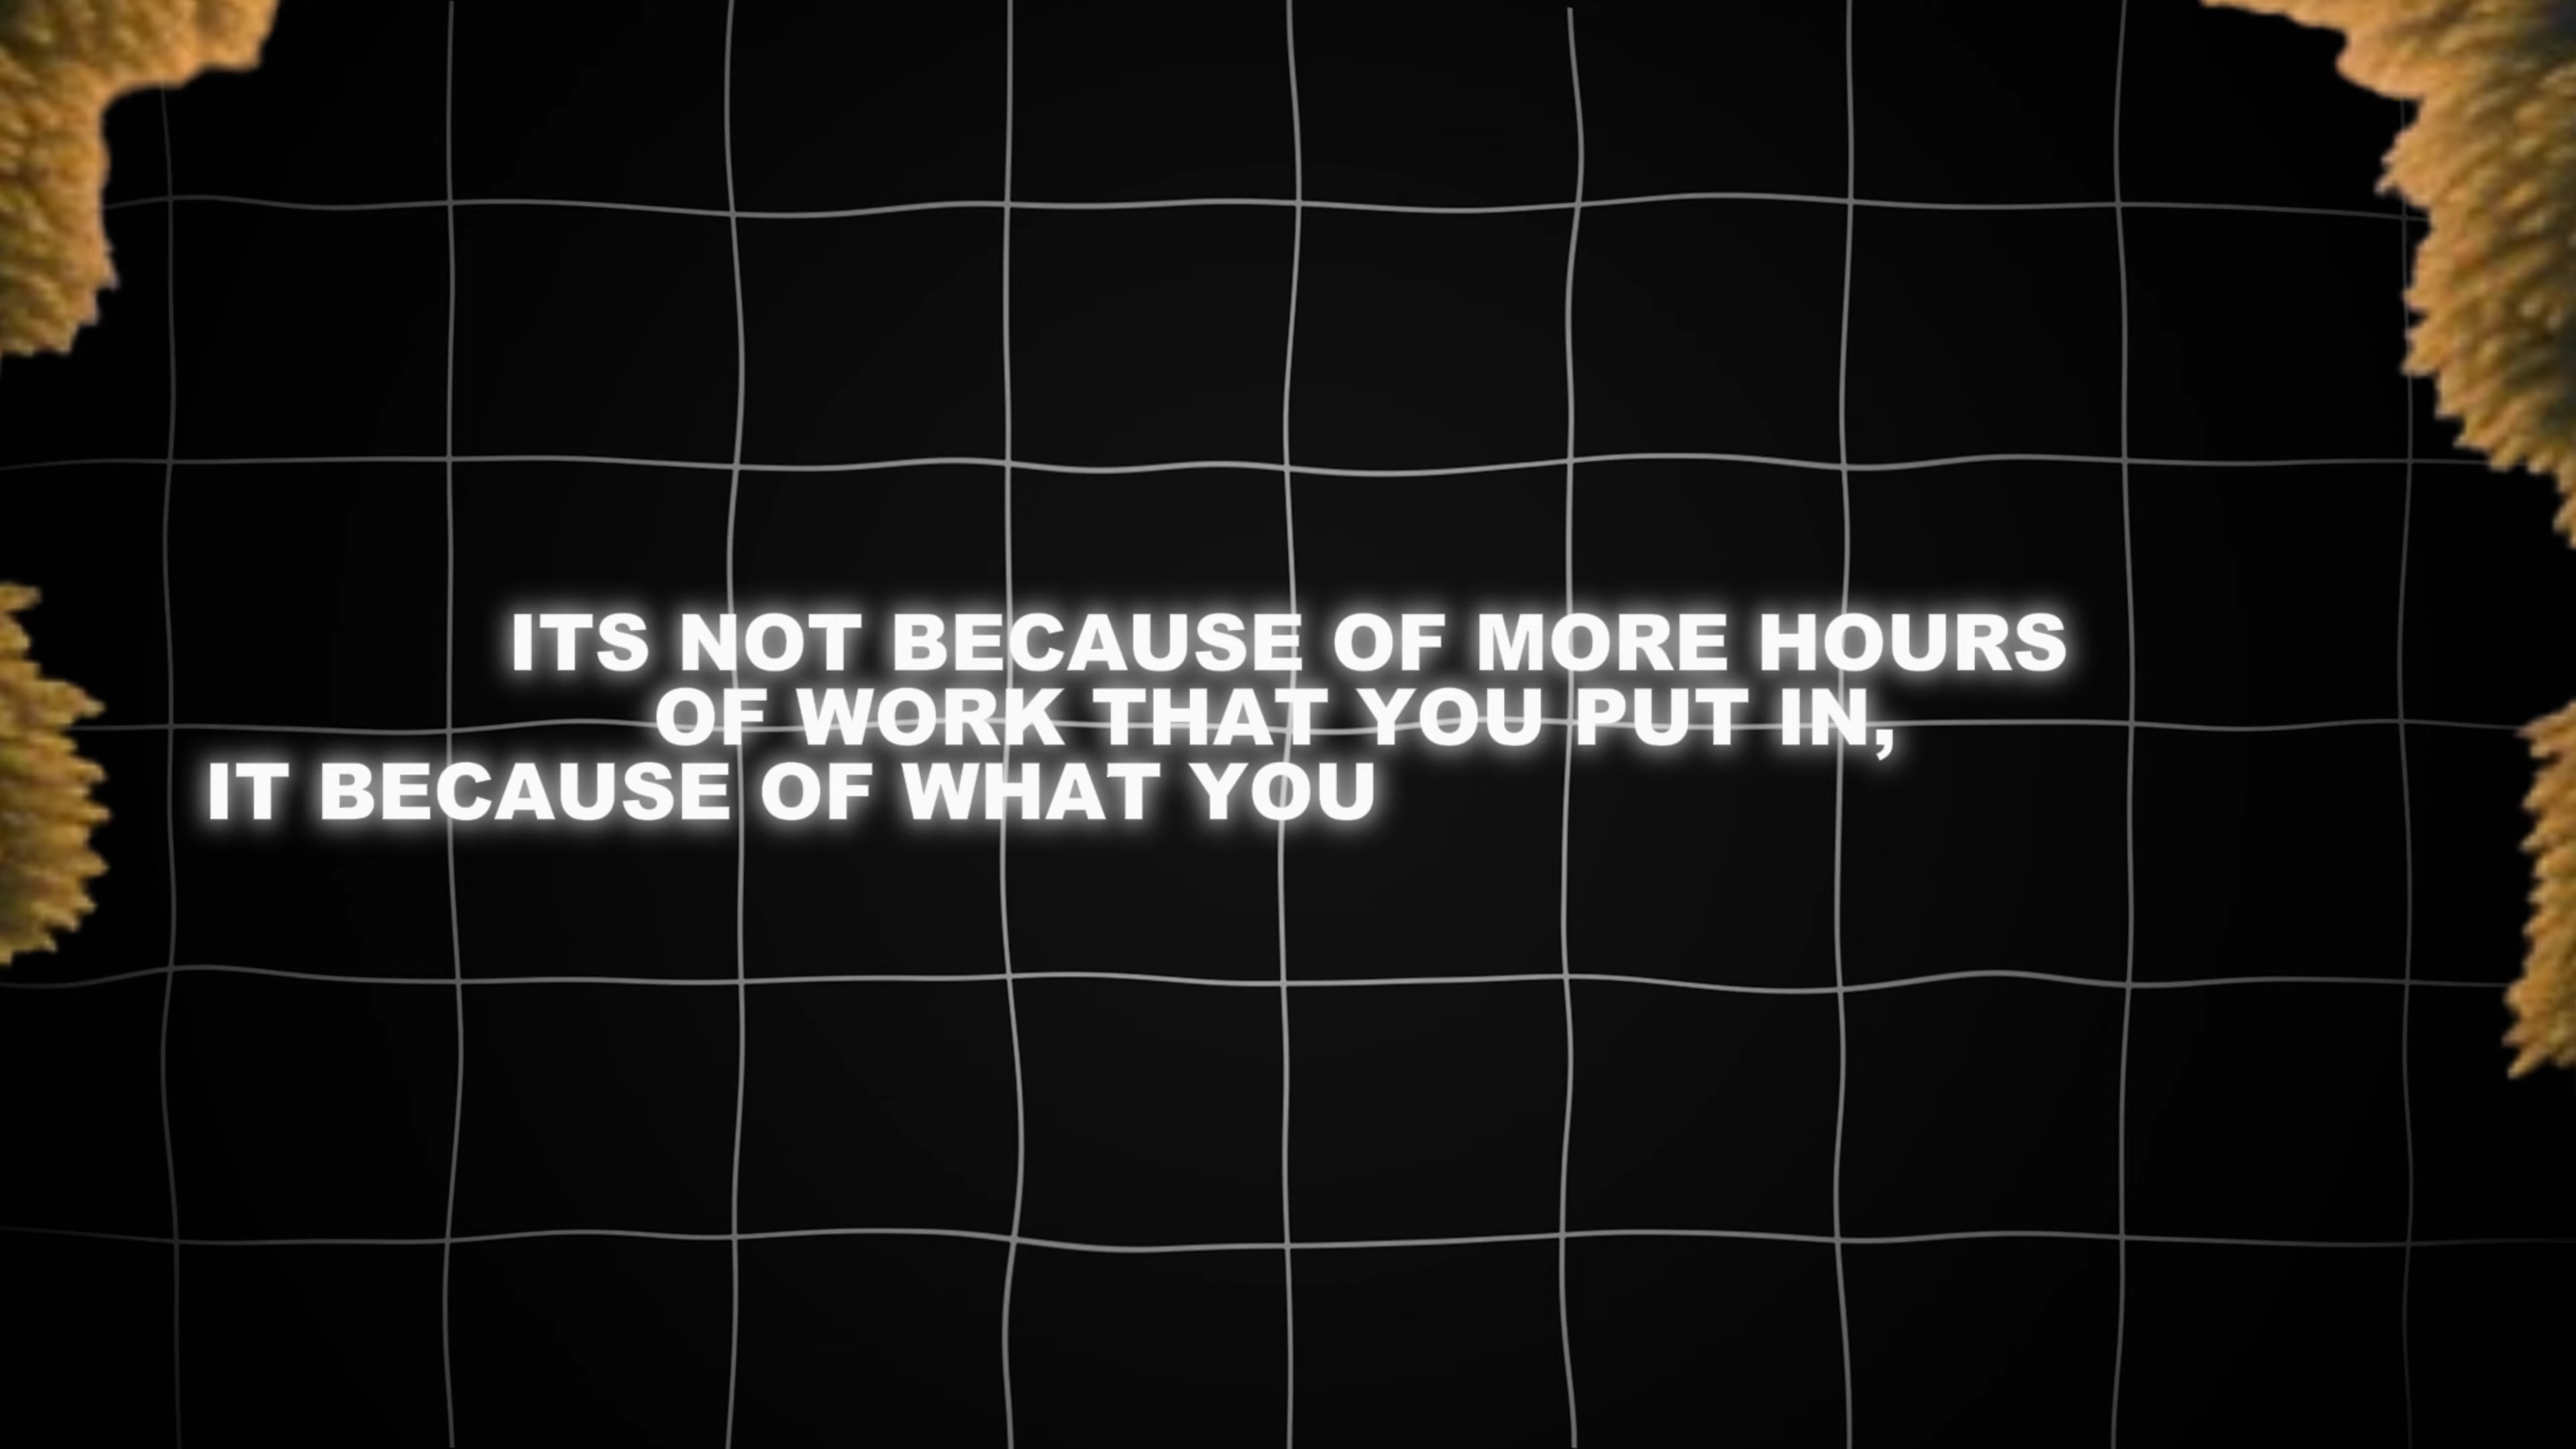 ITS NOT BECAUSE OF MORE HOURS
OF WORK THAT YOU PUT IN,
IT BECAUSE OF WHAT YOU